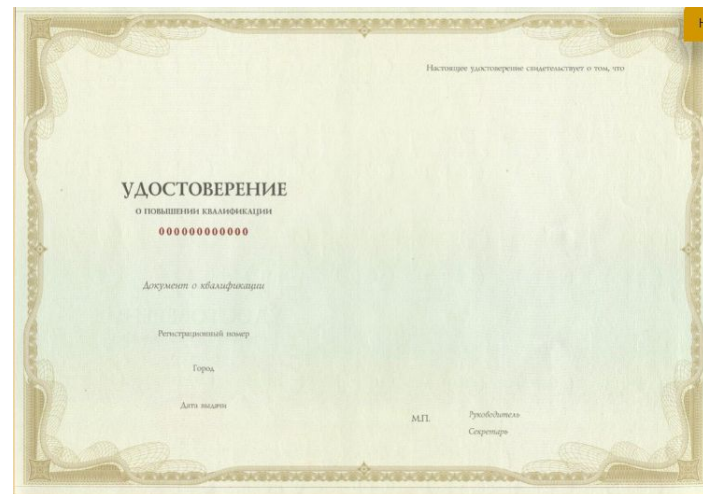 УДОСТОВЕРЕНИЕ
О ПОВЫШЕНИИ КВАЛИФИКАЦИИ
000000000000
Документ о квалификации
Регистрационный номер
Город
Дата выдачи
Настоящее удостоверение свидетельствует о том, что
М.П.
Руководитель
Секретарь